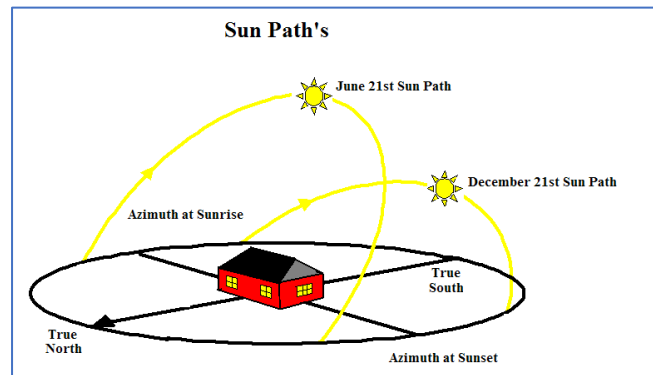 Sun Path's
June 21st Sun Path
December 21st Sun Path
Azimuth at Sunrise
True
South
True
North
Azimuth at Sunset